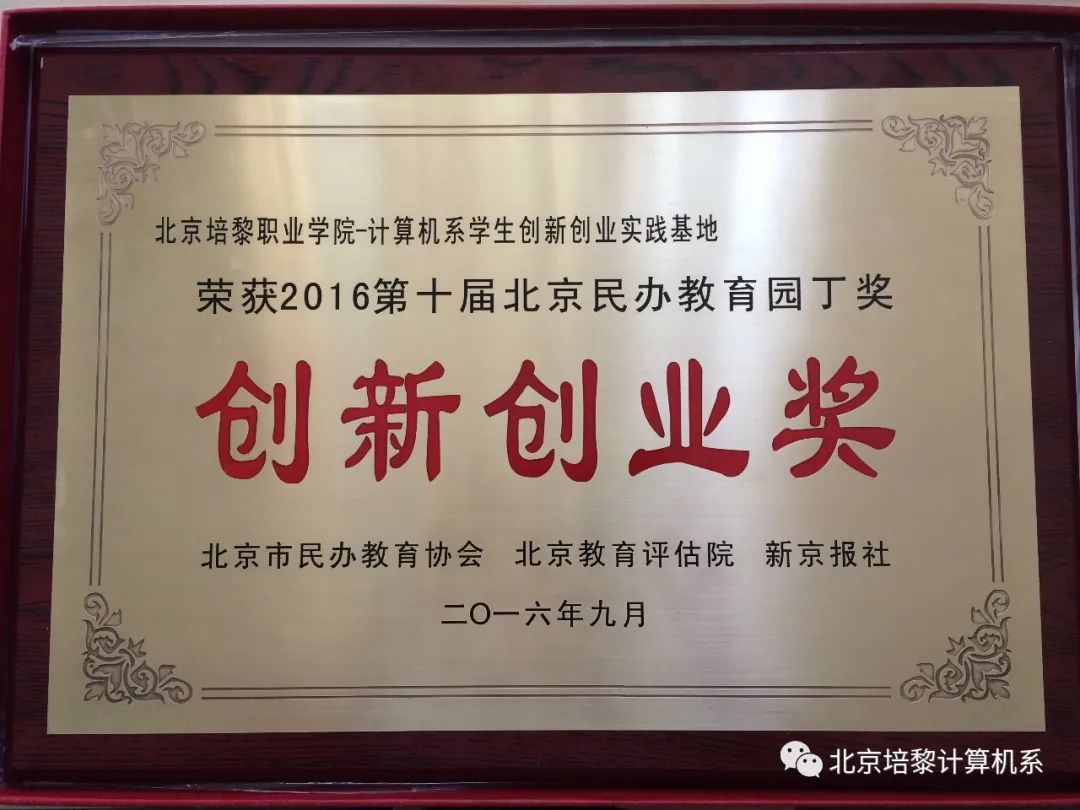 北京培黎职业学院-计算机系学生创新创业实践基地
荣获2016第十届北京民办教育园丁奖
创新创业奖
北京市民办教育协会 北京教育评估院 新京报社
二〇一六年九月
北京培黎计算机系